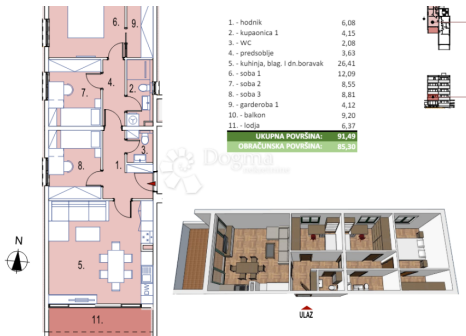 1. - hodnik 6,08
2. - kupaonica 1 4,15
3. - WC 2,08
4. - predsoblje 3,63
5. - kuhinja, blag. I dn.boravak 26,41
6. - soba 1 12,09
7. - soba 2 8,55
8. - soba 3 8,81
9. - garderoba 1 4,12
10. - balkon 9,20
11. - lodja 6,37
UKUPNA POVRŠINA: 91,49
OBRAČUNSKA POVRŠINA: 85,30
6.
9.
4.
2.
7.
3.
8.
1.
5.
11.
N
Dogma
ULAZ